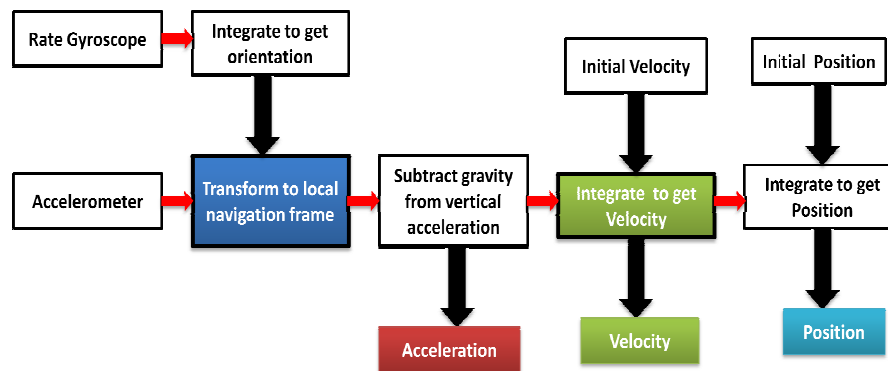 Rate Gyroscope
Integrate to get
orientation
Initial Velocity
Initial Position
Accelerometer
Transform to local
navigation frame
Subtract gravity
from vertical
acceleration
Integrate to get
Velocity
Integrate to get
Position
Acceleration
Velocity
Position